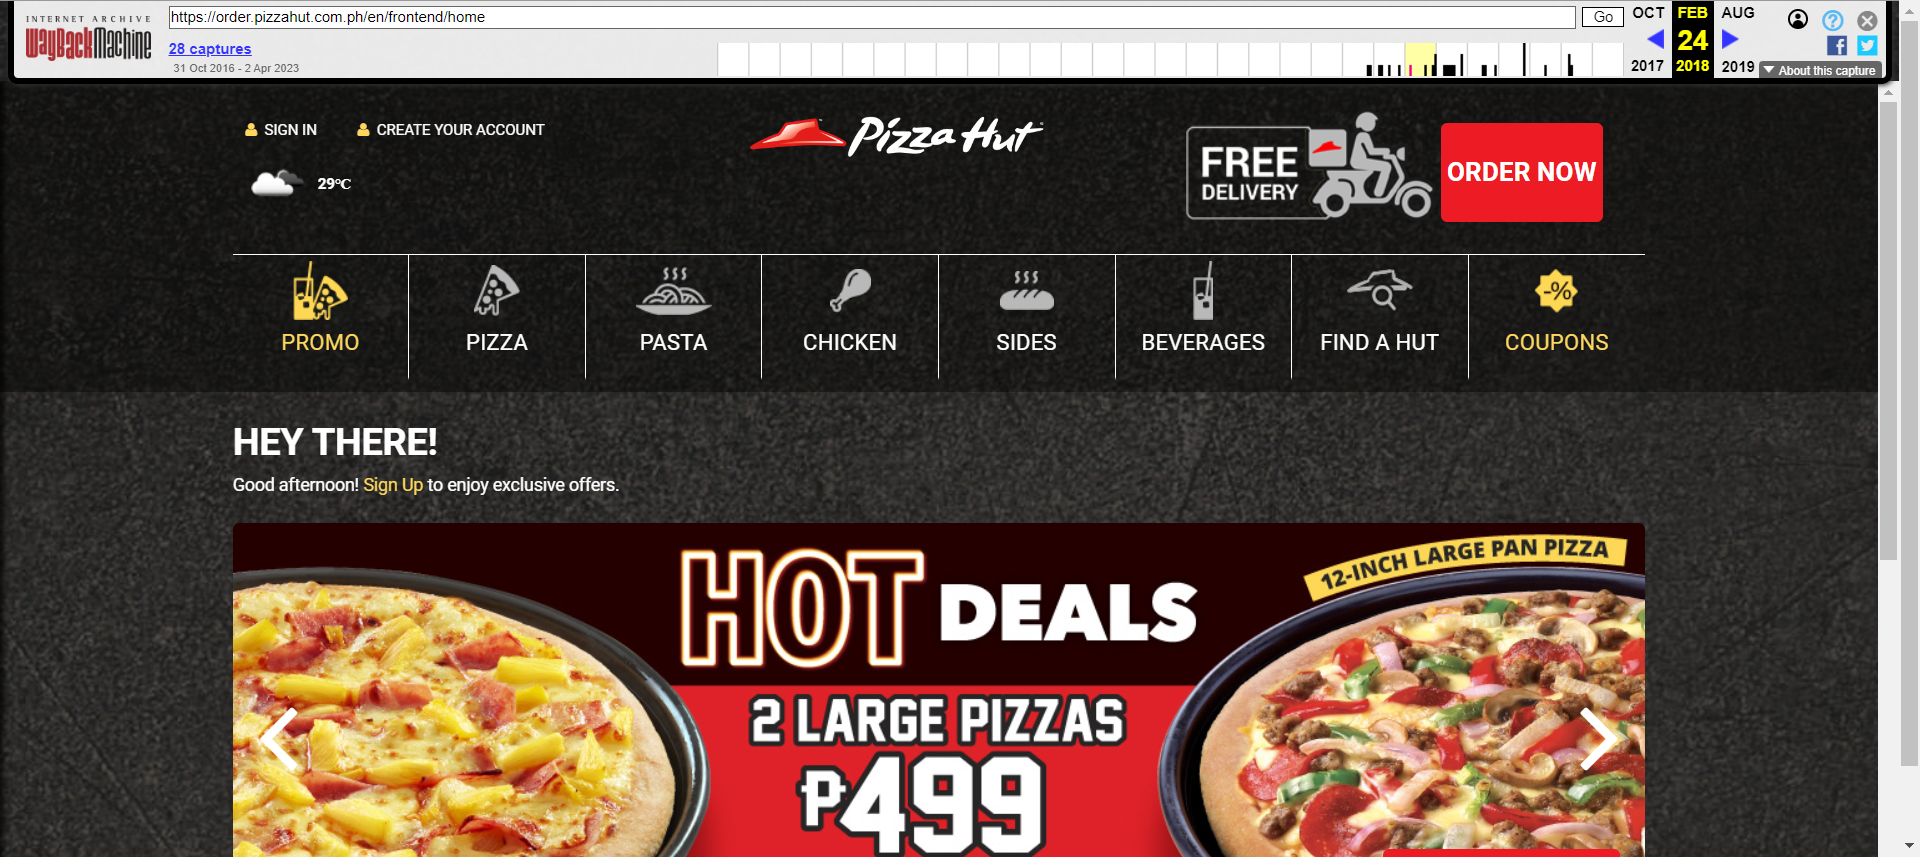 INTERNET ARCHIVE
WayBackMachine
https://order.pizzahut.com.ph/en/frontend/home
Go
28 captures
31 Oct 2016 - 2 Apr 2023
OCT FEB AUG
24
2017 2018 2019
?
f
About this capture
SIGN IN
CREATE YOUR ACCOUNT
29°C
Pizza Hut
FREE
DELIVERY
ORDER NOW
PROMO
PIZZA
PASTA
CHICKEN
SIDES
BEVERAGES
FIND A HUT
-%
COUPONS
HEY THERE!
Good afternoon! Sign Up to enjoy exclusive offers.
HOT DEALS
12-INCH LARGE PAN PIZZA
2 LARGE PIZZAS
₱499